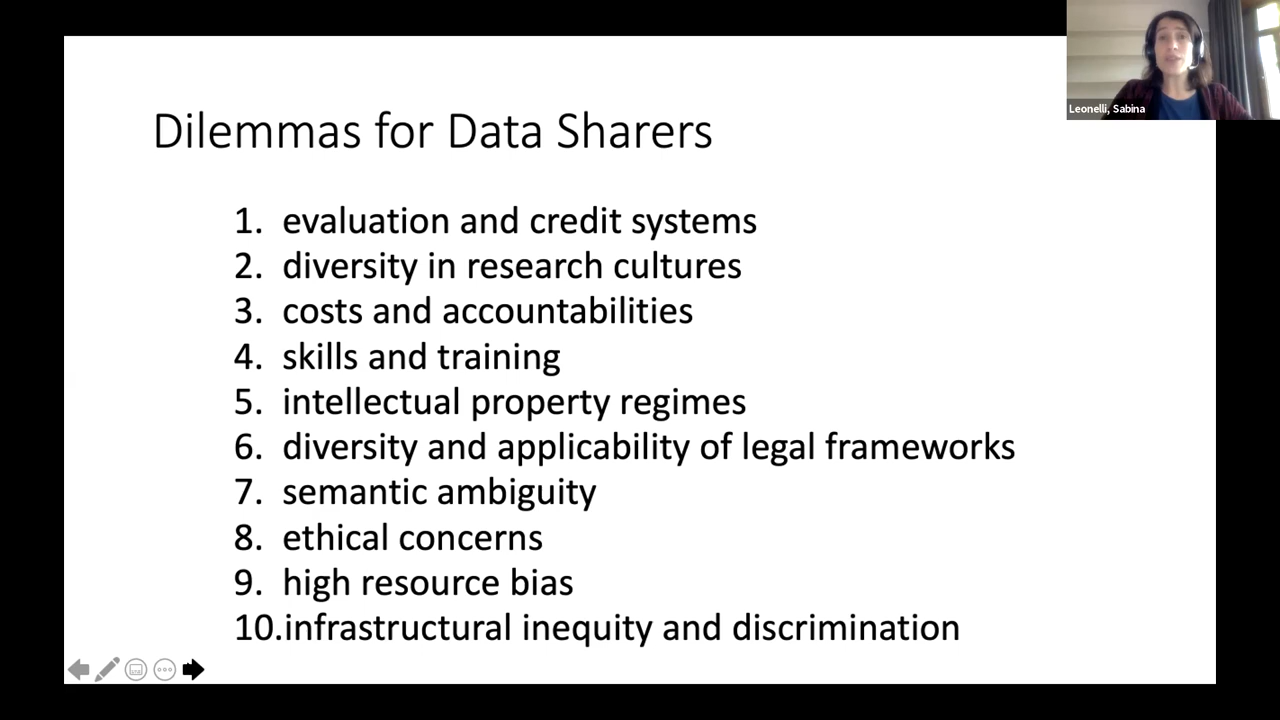 Leonelli, Sabina
Dilemmas for Data Sharers
1. evaluation and credit systems
2. diversity in research cultures
3. costs and accountabilities
4. skills and training
5. intellectual property regimes
6. diversity and applicability of legal frameworks
7. semantic ambiguity
8. ethical concerns
9. high resource bias
10.infrastructural inequity and discrimination